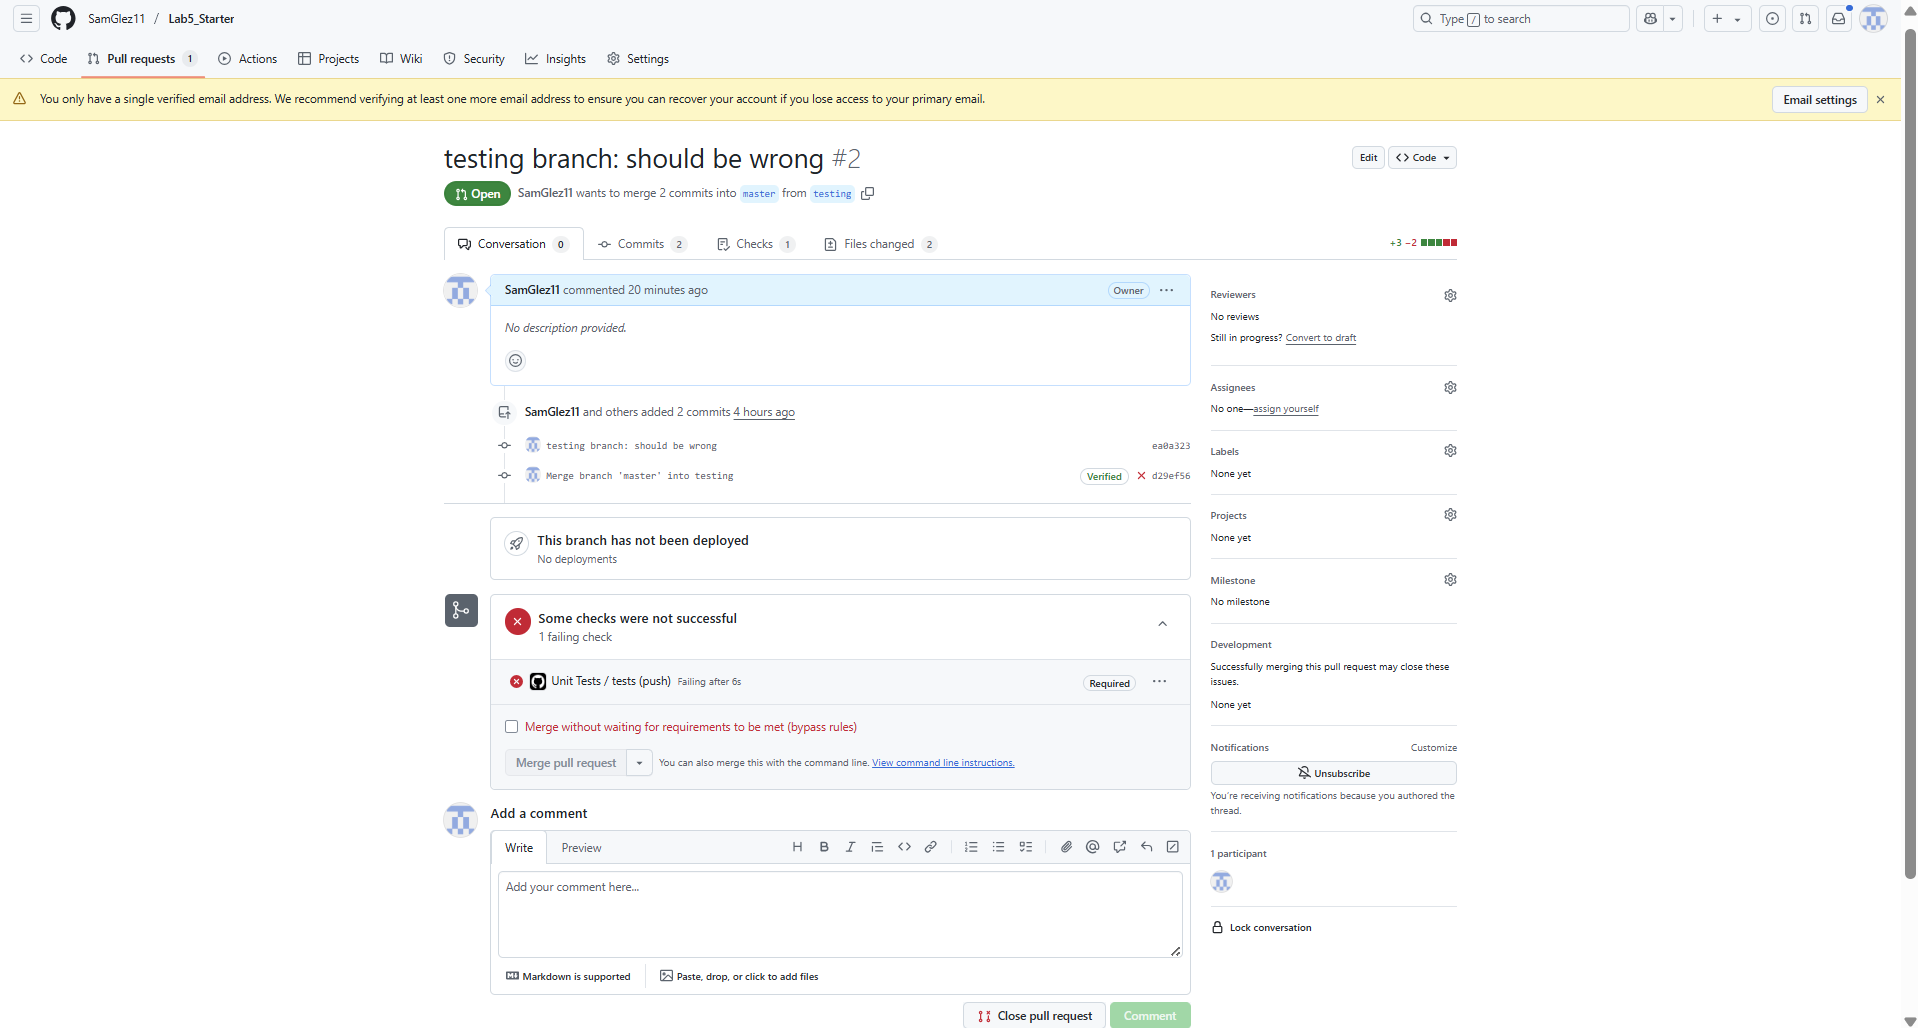 SamGlez11 / Lab5_Starter
Type / to search
Code
Pull requests 1
Actions
Projects
Wiki
Security
Insights
Settings
You only have a single verified email address. We recommend verifying at least one more email address to ensure you can recover your account if you lose access to your primary email.
Email settings
testing branch: should be wrong #2
Edit
Code
Open
SamGlez11 wants to merge 2 commits into master from testing
Conversation 0
Commits 2
Checks 1
Files changed 2
+3 −2
SamGlez11 commented 20 minutes ago
Owner
No description provided.
SamGlez11 and others added 2 commits 4 hours ago
testing branch: should be wrong
ea0a323
Merge branch 'master' into testing
Verified
d29ef56
This branch has not been deployed
No deployments
Some checks were not successful
1 failing check
Unit Tests / tests (push) Failing after 6s
Required
Merge without waiting for requirements to be met (bypass rules)
Merge pull request
You can also merge this with the command line. View command line instructions.
Add a comment
Write
Preview
H B I
Add your comment here...
Markdown is supported
Paste, drop, or click to add files
Close pull request
Comment
Reviewers
No reviews
Still in progress? Convert to draft
Assignees
No one—assign yourself
Labels
None yet
Projects
None yet
Milestone
No milestone
Development
Successfully merging this pull request may close these
issues.
None yet
Notifications
Customize
Unsubscribe
You're receiving notifications because you authored the
thread.
1 participant
Lock conversation